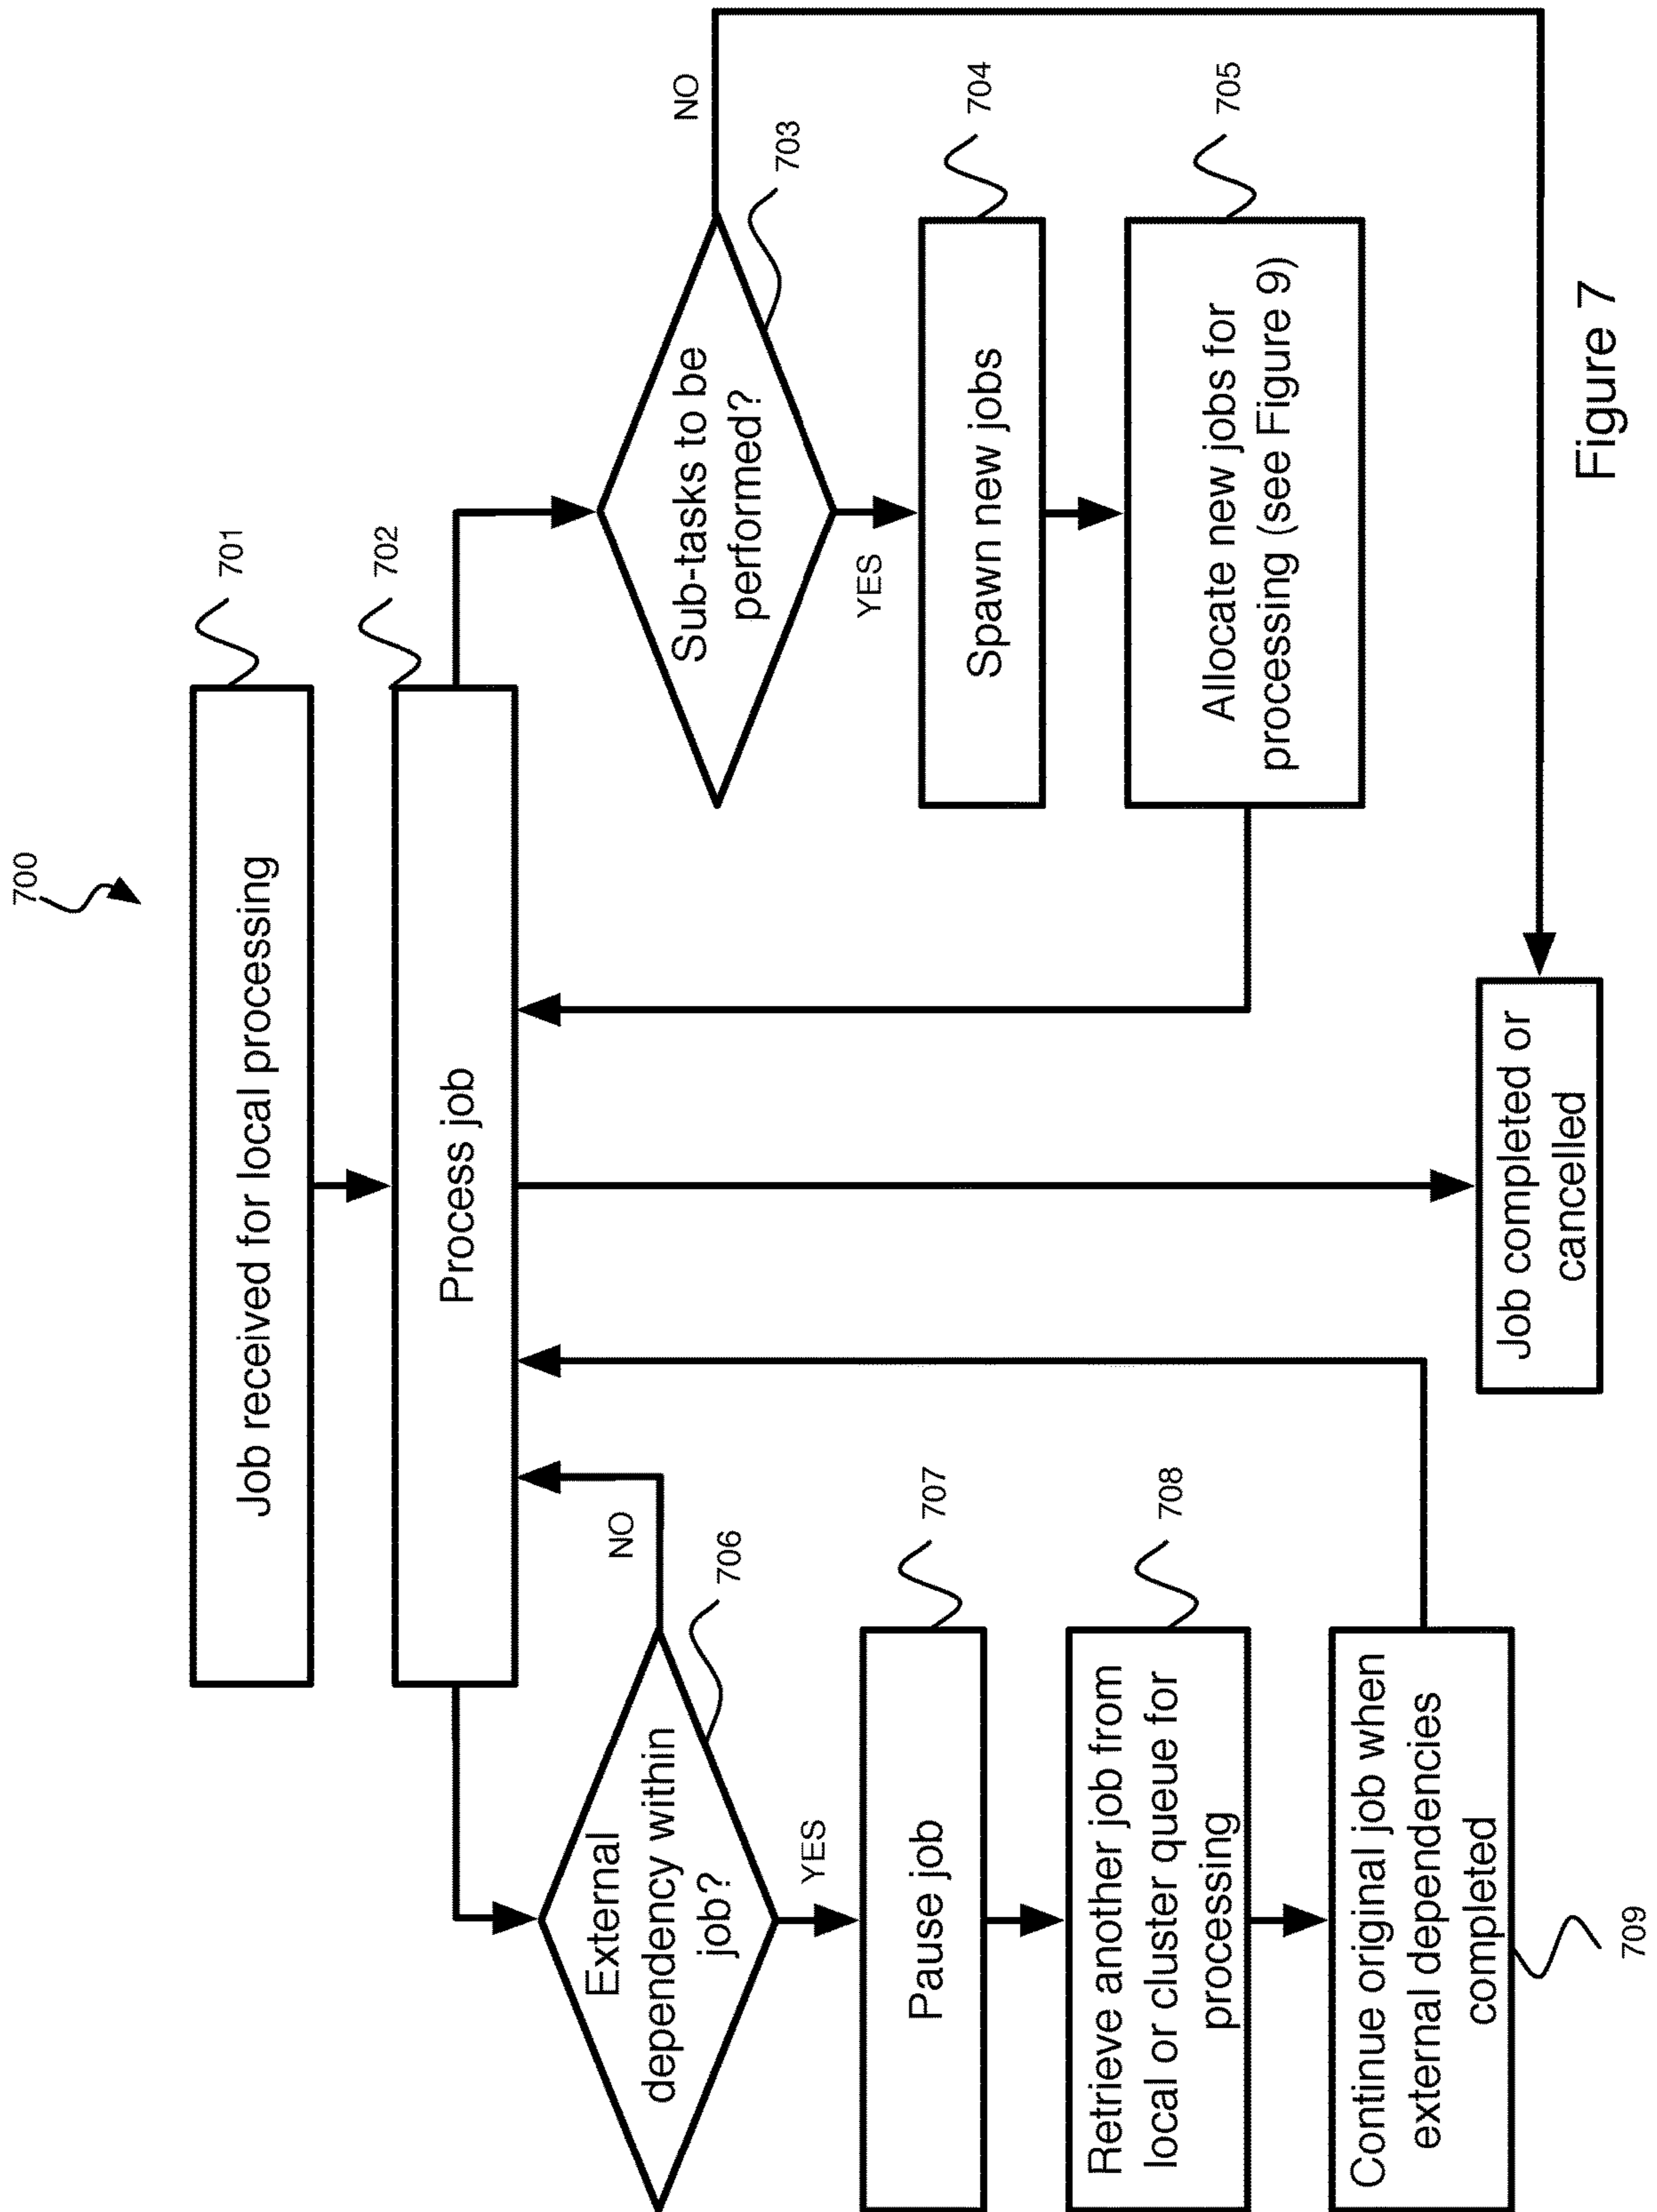 700
Job received for local processing
701
Process job
702
External
dependency within
job?
706
NO
YES
Pause job
707
Retrieve another job from
local or cluster queue for
processing
708
Continue original job when
external dependencies
completed
709
Sub-tasks to be
performed?
703
NO
YES
Spawn new jobs
704
Allocate new jobs for
processing (see Figure 9)
705
Job completed or
cancelled
Figure 7